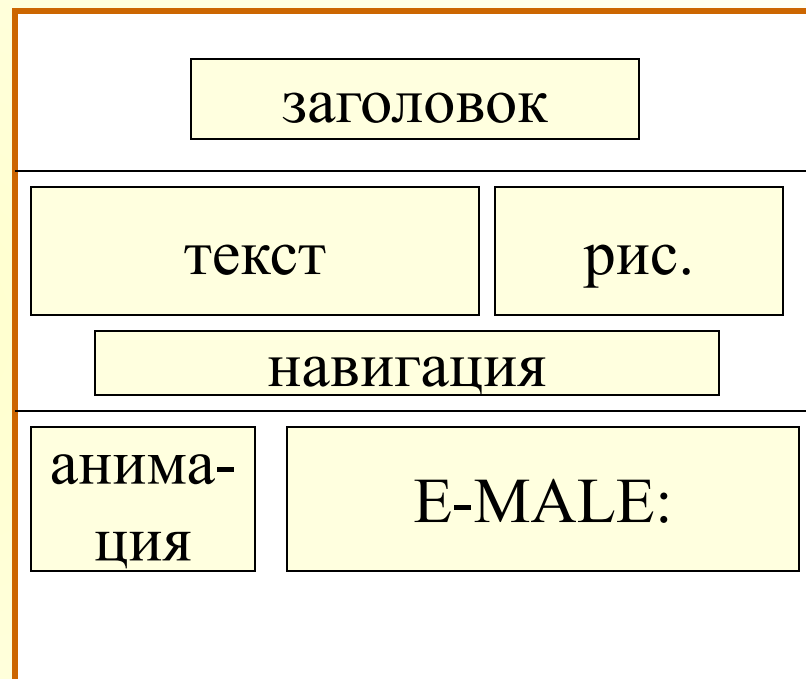 заголовок
текст
рис.
навигация
анима-
ция
E-MALE: